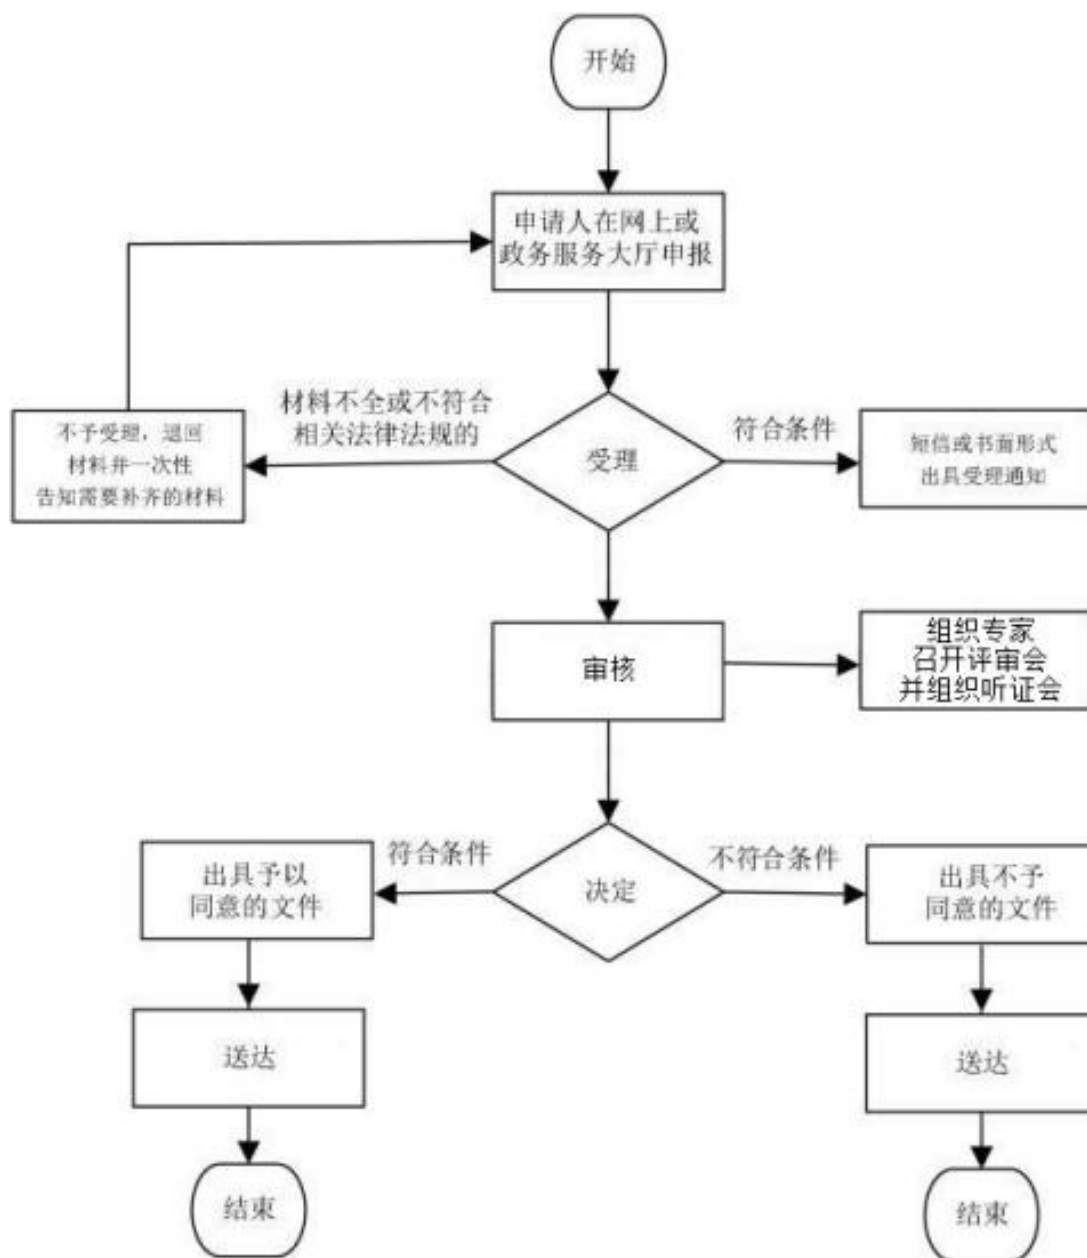 开始
申请人在网上或
政务服务大厅申报
材料不全或不符合
相关法律法规的
符合条件
不予受理，退回
材料并一次性
告知需要补齐的材料
受理
短信或书面形式
出具受理通知
审核
组织专家
召开评审会
并组织听证会
符合条件
不符合条件
出具予以
同意的文件
决定
出具不予
同意的文件
送达
送达
结束
结束